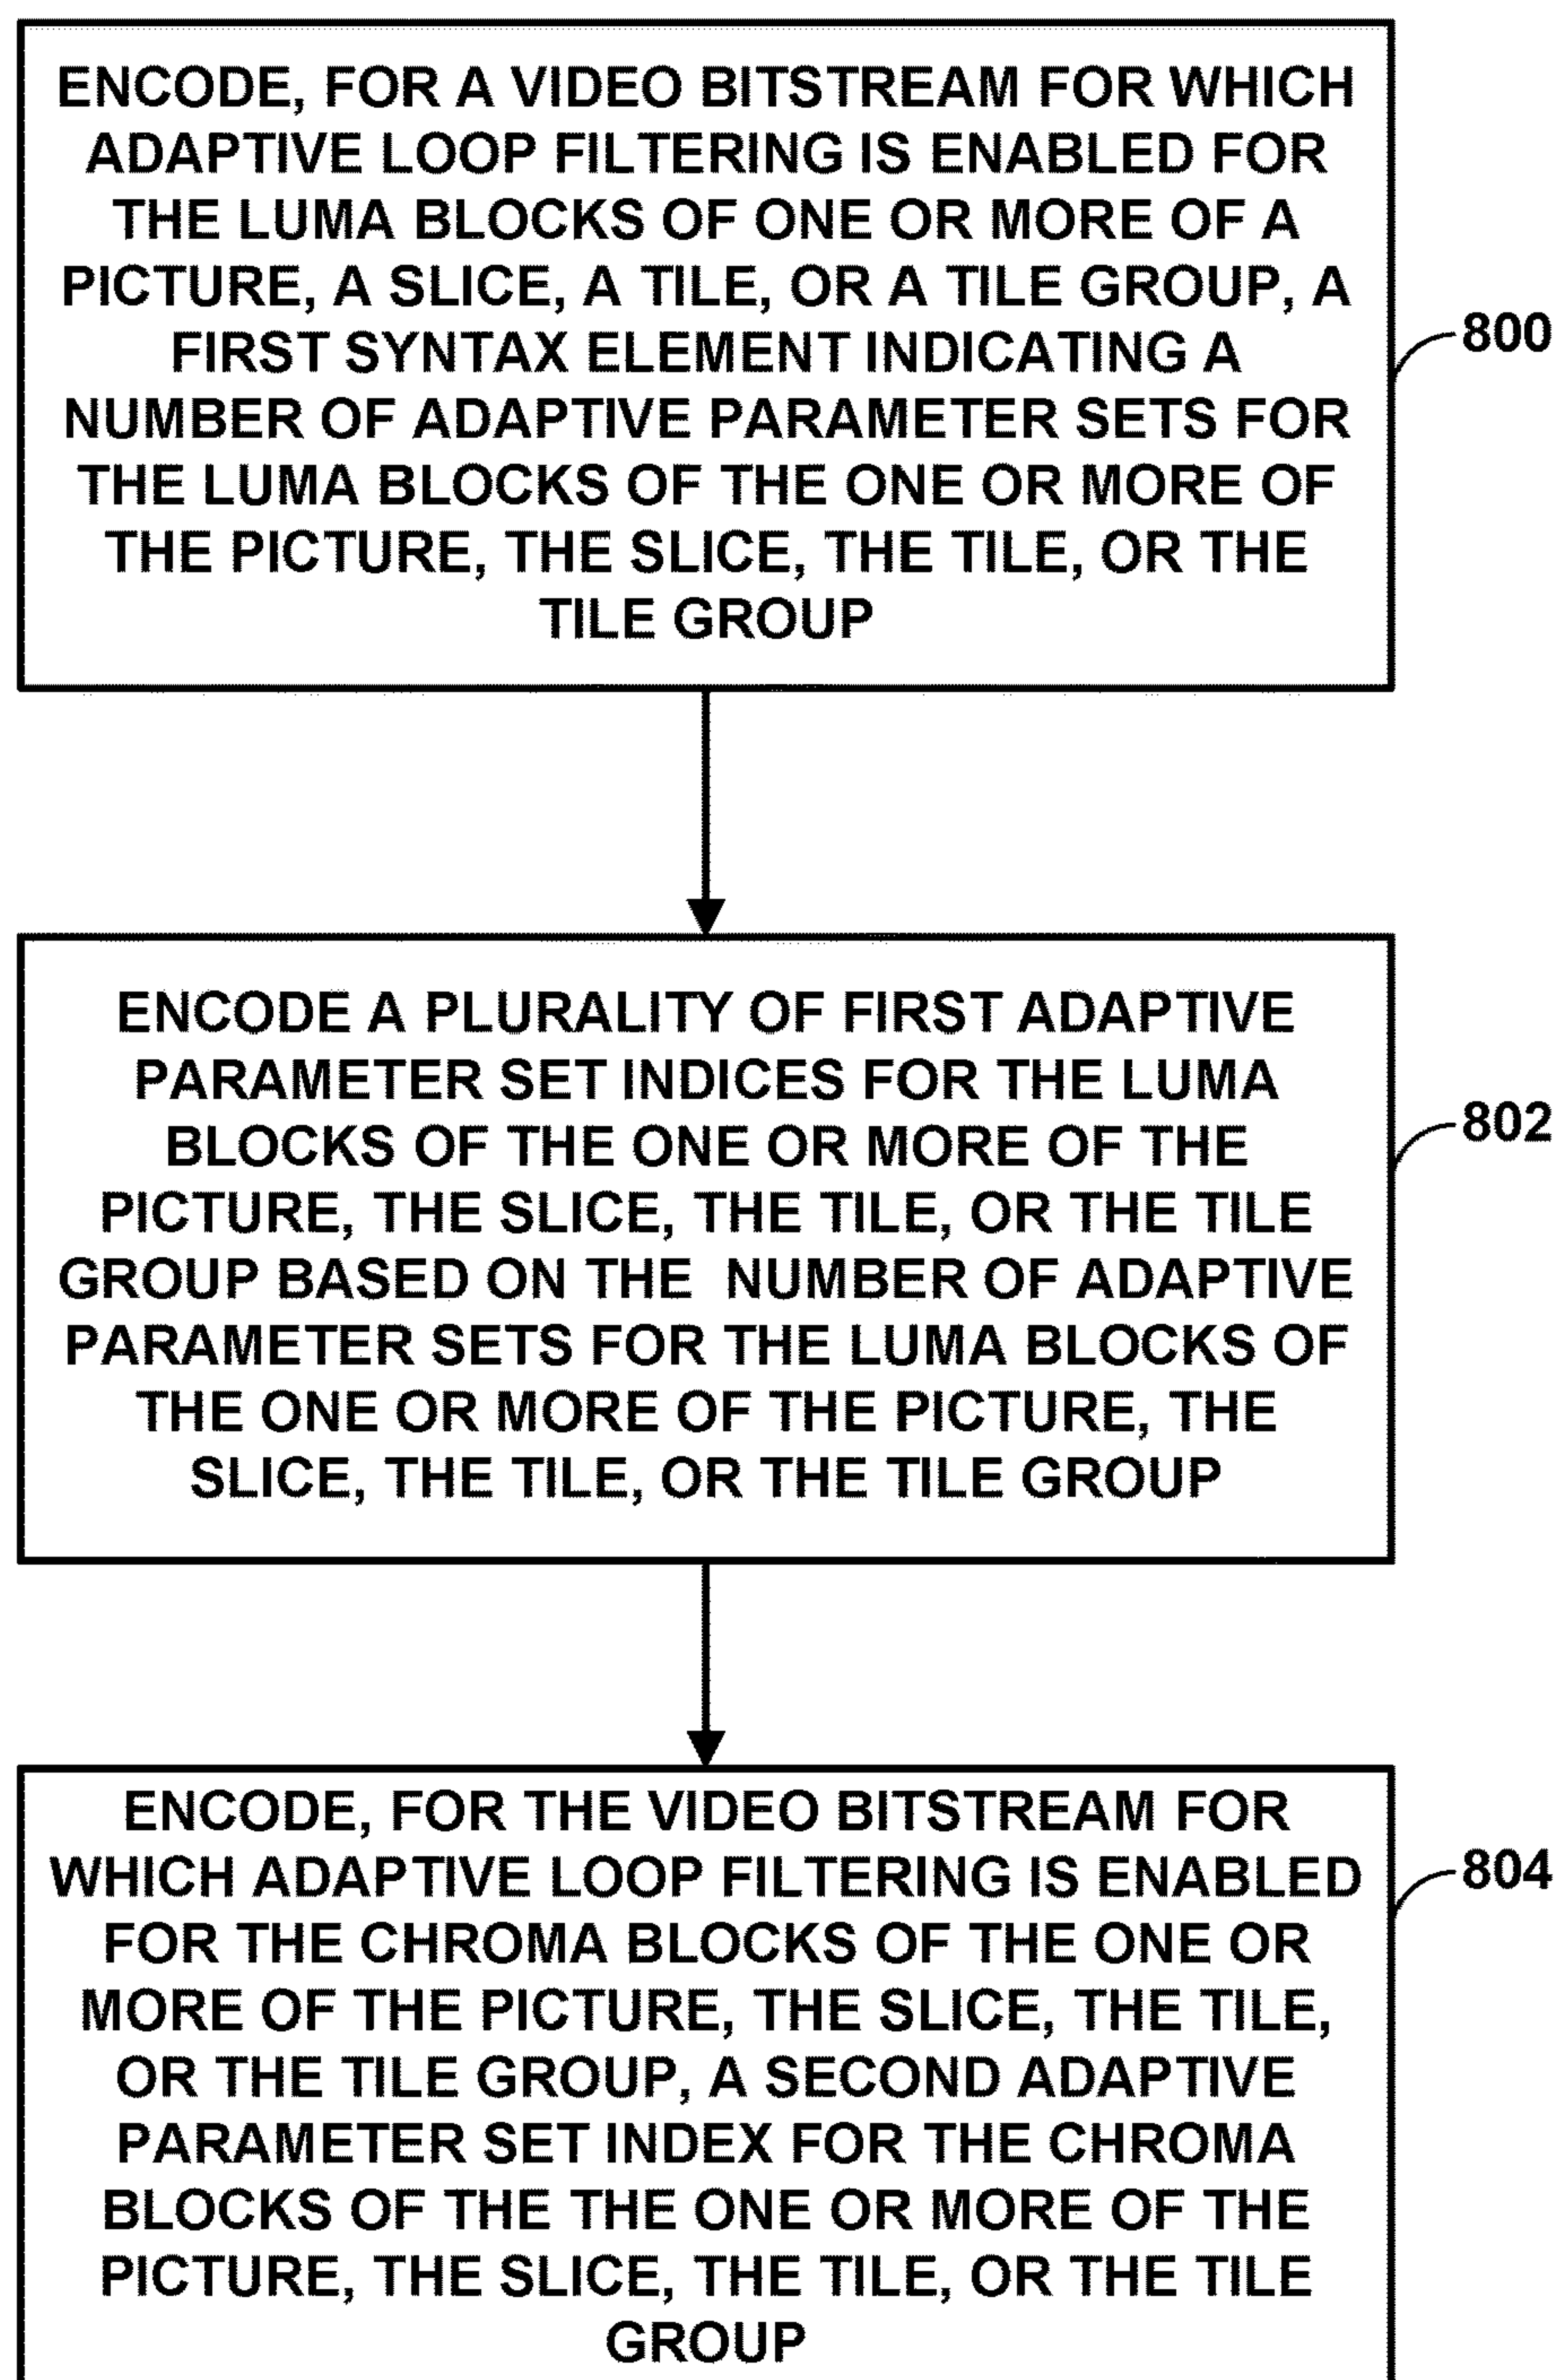 ENCODE, FOR A VIDEO BITSTREAM FOR WHICH
ADAPTIVE LOOP FILTERING IS ENABLED FOR
THE LUMA BLOCKS OF ONE OR MORE OF A
PICTURE, A SLICE, A TILE, OR A TILE GROUP, A
FIRST SYNTAX ELEMENT INDICATING A
NUMBER OF ADAPTIVE PARAMETER SETS FOR
THE LUMA BLOCKS OF THE ONE OR MORE OF
THE PICTURE, THE SLICE, THE TILE, OR THE
TILE GROUP
800
ENCODE A PLURALITY OF FIRST ADAPTIVE
PARAMETER SET INDICES FOR THE LUMA
BLOCKS OF THE ONE OR MORE OF THE
PICTURE, THE SLICE, THE TILE, OR THE TILE
GROUP BASED ON THE  NUMBER OF ADAPTIVE
PARAMETER SETS FOR THE LUMA BLOCKS OF
THE ONE OR MORE OF THE PICTURE, THE
SLICE, THE TILE, OR THE TILE GROUP
802
ENCODE, FOR THE VIDEO BITSTREAM FOR
WHICH ADAPTIVE LOOP FILTERING IS ENABLED
FOR THE CHROMA BLOCKS OF THE ONE OR
MORE OF THE PICTURE, THE SLICE, THE TILE,
OR THE TILE GROUP, A SECOND ADAPTIVE
PARAMETER SET INDEX FOR THE CHROMA
BLOCKS OF THE THE ONE OR MORE OF THE
PICTURE, THE SLICE, THE TILE, OR THE TILE
GROUP
804